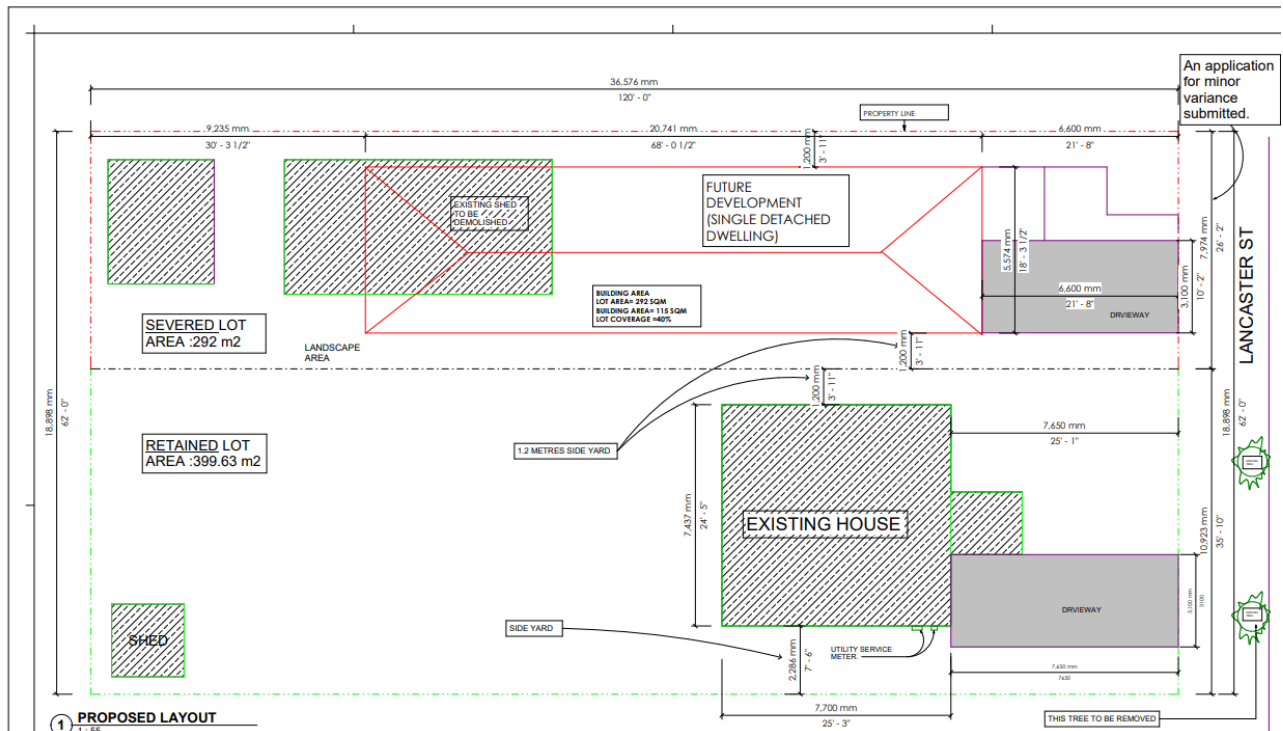 36,576 mm
120' - 0"
An application
for minor
variance
submitted.
PROPERTY LINE
9,235 mm
30' - 3 1/2"
20,741 mm
68' - 0 1/2"
6,600 mm
21' - 8"
1,200 mm
3' - 11"
EXISTING SHED
TO BE
DEMOLISHED
FUTURE
DEVELOPMENT
(SINGLE DETACHED
DWELLING)
5,574 mm
18' - 3 1/2"
7,974 mm
26' - 2"
LANCASTER ST
6,600 mm
21' - 8"
3,100 mm
10' - 2"
BUILDING AREA
LOT AREA= 292 SQM
BUILDING AREA= 115 SQM
LOT COVERAGE =40%
DRVIEWAY
SEVERED LOT
AREA :292 m2
LANDSCAPE
AREA
1,200 mm
3' - 11"
1,200 mm
3' - 11"
18,898 mm
62' - 0"
18,898 mm
62' - 0"
RETAINED LOT
AREA :399.63 m2
1.2 METRES SIDE YARD
7,650 mm
25' - 1"
7,437 mm
24' - 5"
EXISTING HOUSE
10,923 mm
35' - 10"
DRVIEWAY
3,100 mm
3100
SHED
SIDE YARD
UTILITY SERVICE
METER.
2,286 mm
7' - 6"
7,650 mm
7650
7,700 mm
25' - 3"
THIS TREE TO BE REMOVED
1 PROPOSED LAYOUT
1 : 55